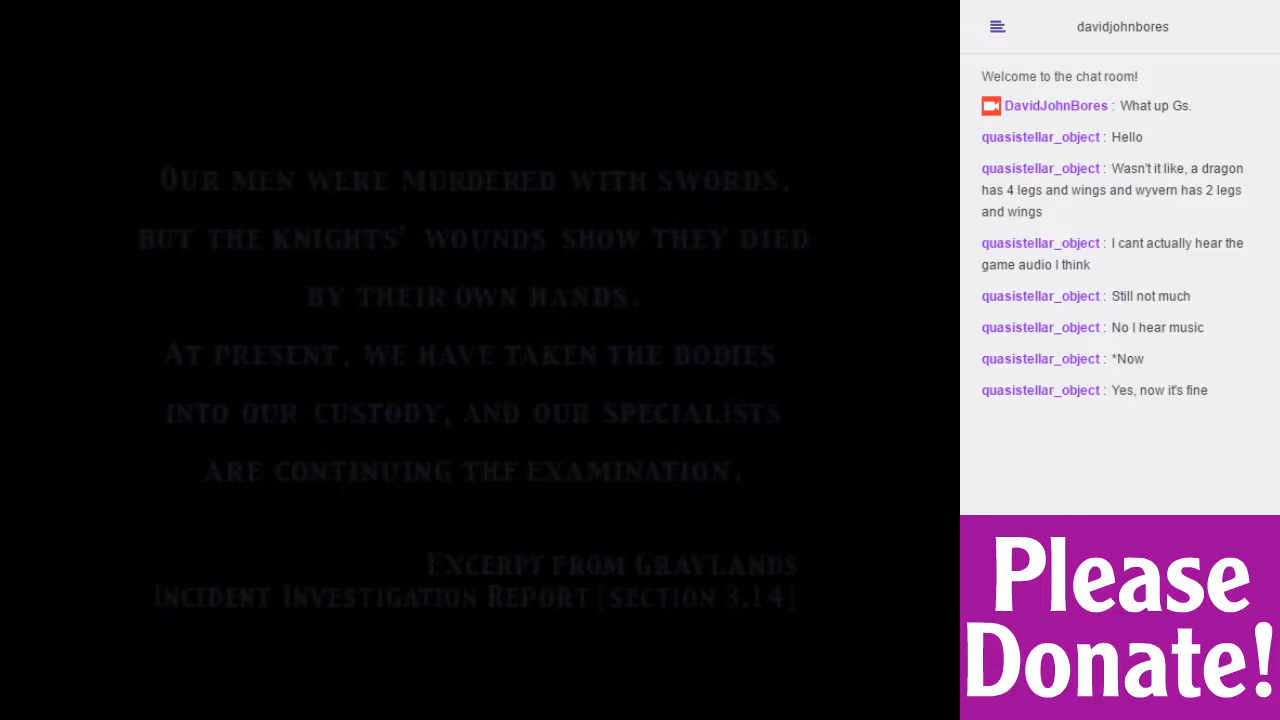 Our men were murdered with swords,
but the knights' wounds show they died
by their own hands.
At present, we have taken the bodies
into our custody, and our specialists
are continuing the examination.
Excerpt from Graylands
Incident Investigation Report [section 3.14]
davidjohnbores
Welcome to the chat room!
DavidJohnBores : What up Gs.
quasistellar_object : Hello
quasistellar_object : Wasn't it like, a dragon
has 4 legs and wings and wyvern has 2 legs
and wings
quasistellar_object : I cant actually hear the
game audio I think
quasistellar_object : Still not much
quasistellar_object : No I hear music
quasistellar_object : *Now
quasistellar_object : Yes, now it's fine
Please
Donate!